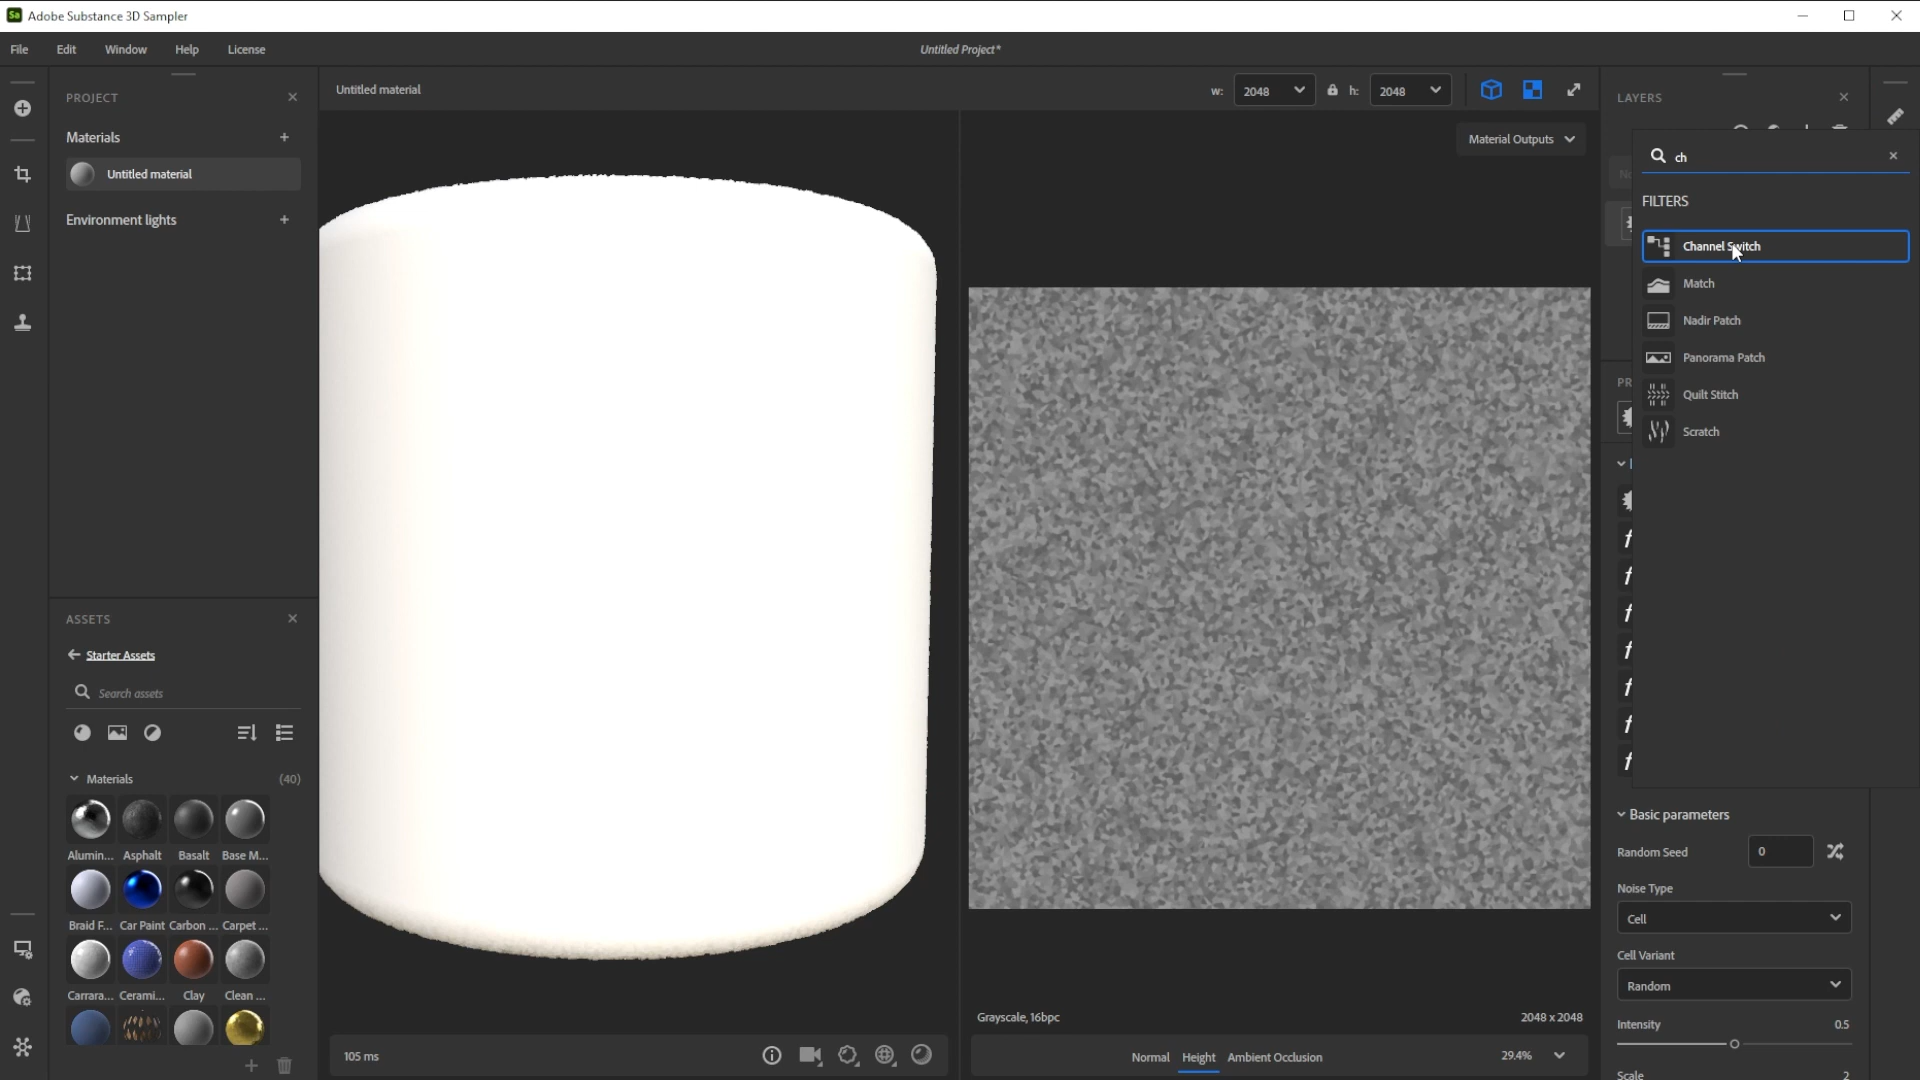 Sa Adobe Substance 3D Sampler
File Edit Window Help License
Untitled Project*
PROJECT
Materials
Untitled material
Environment lights
Untitled material
w: 2048 h: 2048
Material Outputs
LAYERS
ch
FILTERS
Channel Switch
Match
Nadir Patch
Panorama Patch
Quilt Stitch
Scratch
PR
ASSETS
Starter Assets
Search assets
Materials (40)
Alumin... Asphalt Basalt Base M...
Braid F... Car Paint Carbon ... Carpet ...
Carrara... Cerami... Clay Clean ...
105 ms
Grayscale, 16bpc 2048 x 2048
Normal Height Ambient Occlusion 29.4%
Basic parameters
Random Seed 0
Noise Type
Cell
Cell Variant
Random
Intensity 0.5
Scale 2